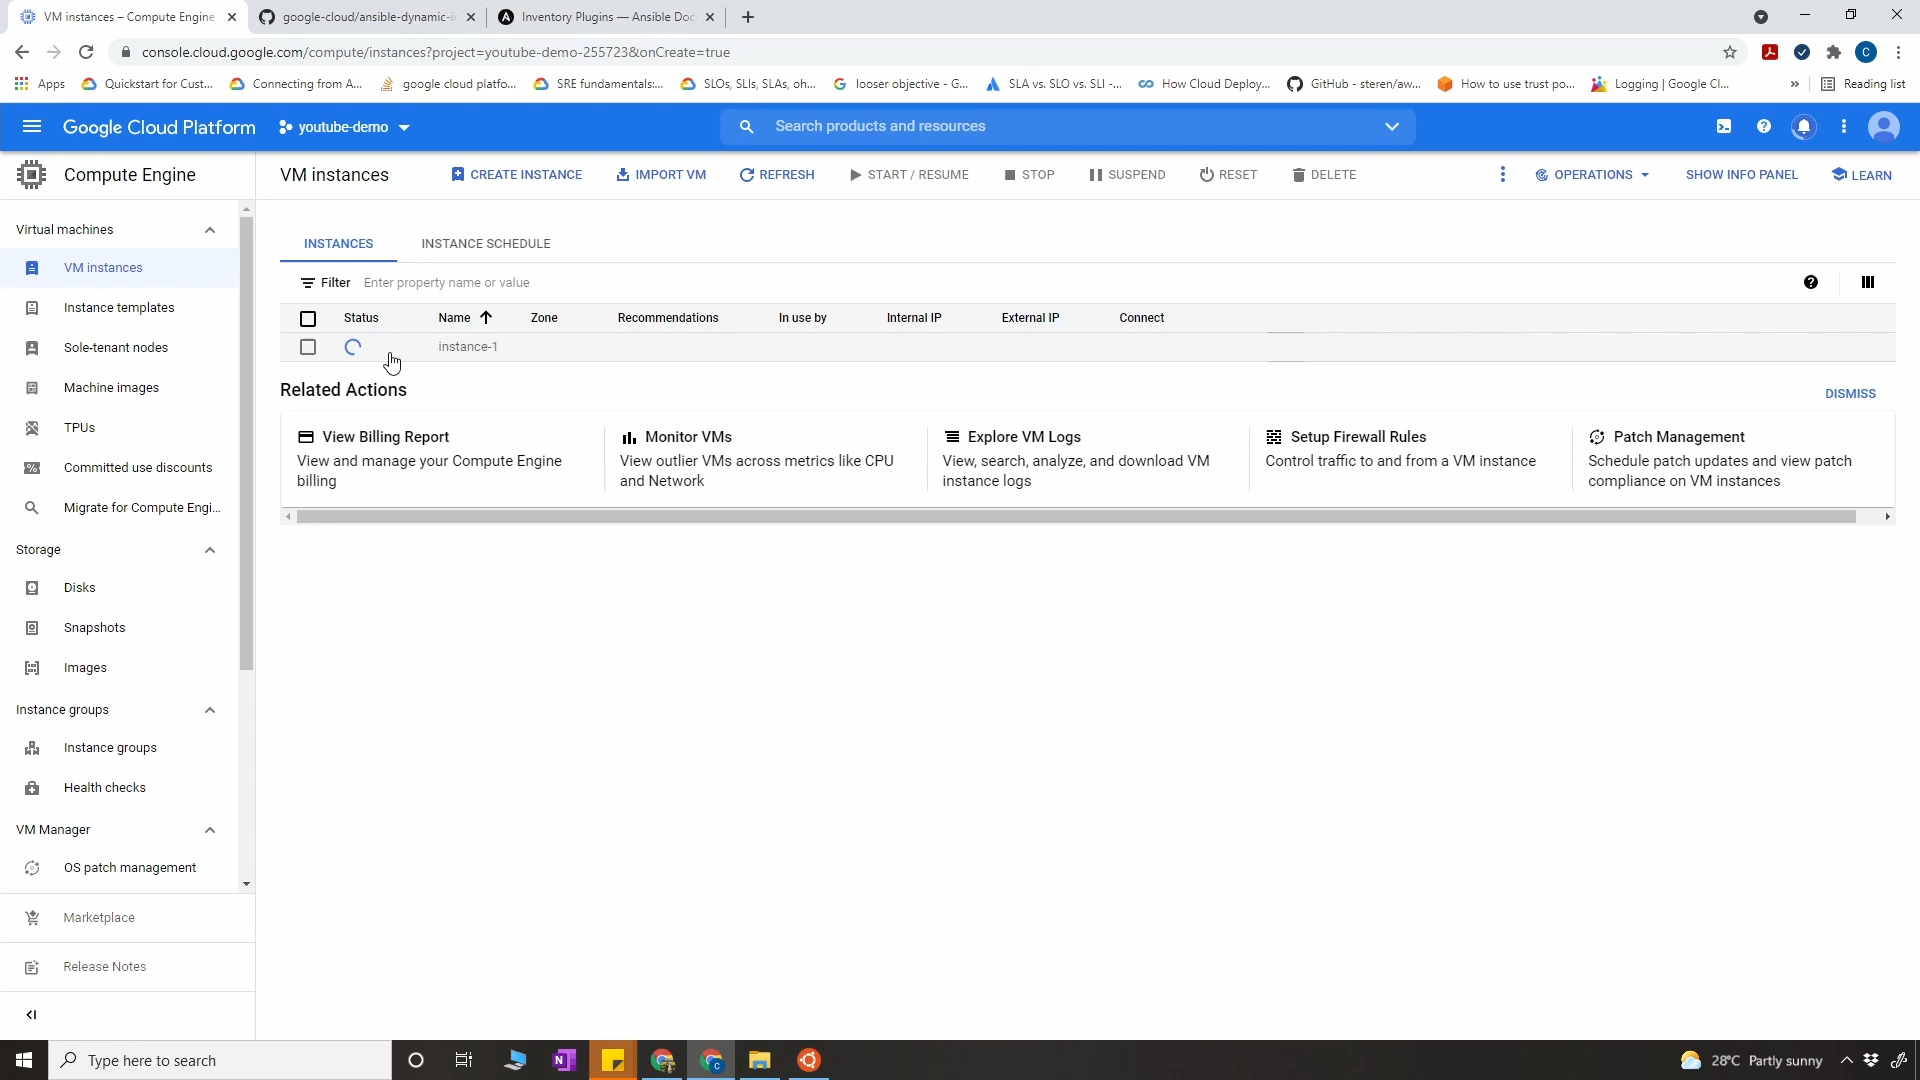 VM instances – Compute Engine
google-cloud/ansible-dynamic-i
Inventory Plugins — Ansible Doc
console.cloud.google.com/compute/instances?project=youtube-demo-255723&onCreate=true
Apps
Quickstart for Cust...
Connecting from A...
google cloud platfo...
SRE fundamentals:...
SLOs, SLIs, SLAs, oh...
looser objective - G...
SLA vs. SLO vs. SLI -...
How Cloud Deploy...
GitHub - steren/aw...
How to use trust po...
Logging | Google Cl...
»
Reading list
Google Cloud Platform
youtube-demo
Search products and resources
Compute Engine
VM instances
CREATE INSTANCE
IMPORT VM
REFRESH
START / RESUME
STOP
SUSPEND
RESET
DELETE
OPERATIONS
SHOW INFO PANEL
LEARN
Virtual machines
VM instances
Instance templates
Sole-tenant nodes
Machine images
TPUs
Committed use discounts
Migrate for Compute Engi...
Storage
Disks
Snapshots
Images
Instance groups
Instance groups
Health checks
VM Manager
OS patch management
Marketplace
Release Notes
INSTANCES
INSTANCE SCHEDULE
Filter Enter property name or value
Status Name Zone Recommendations In use by Internal IP External IP Connect
instance-1
Related Actions
DISMISS
View Billing Report
View and manage your Compute Engine
billing
Monitor VMs
View outlier VMs across metrics like CPU
and Network
Explore VM Logs
View, search, analyze, and download VM
instance logs
Setup Firewall Rules
Control traffic to and from a VM instance
Patch Management
Schedule patch updates and view patch
compliance on VM instances
Type here to search
28°C Partly sunny